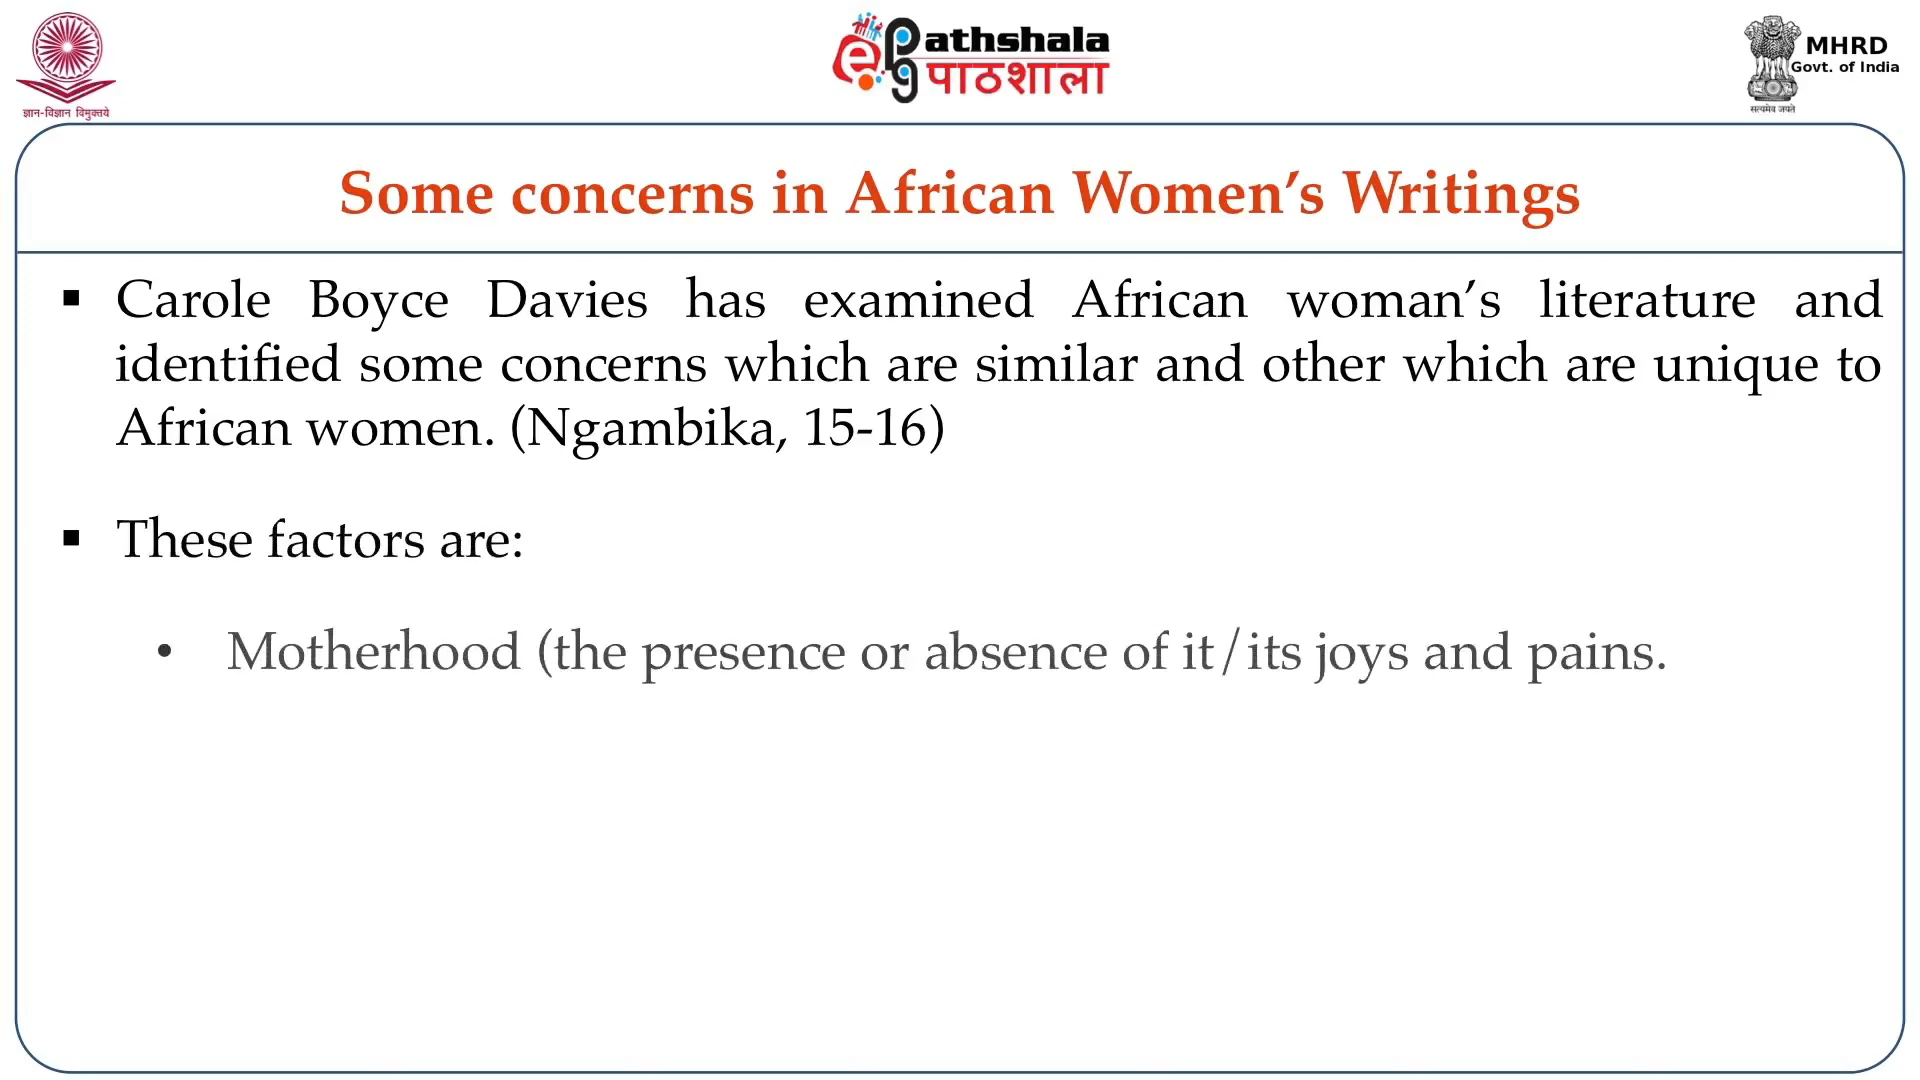 ज्ञान-विज्ञान विमुक्तये
e PG
athshala
पाठशाला
MHRD
Govt. of India
सत्यमेव जयते
Some concerns in African Women’s Writings
▪ Carole Boyce Davies has examined African woman’s literature and
identified some concerns which are similar and other which are unique to
African women. (Ngambika, 15-16)
▪ These factors are:
• Motherhood (the presence or absence of it/its joys and pains.